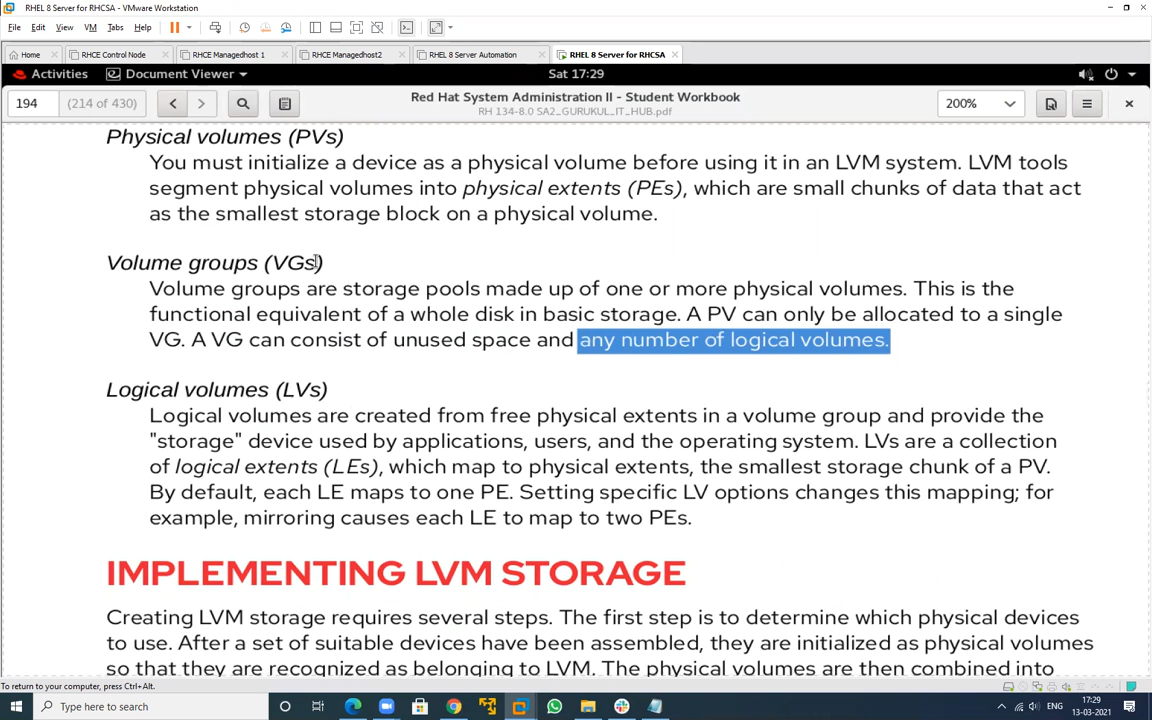 RHEL 8 Server for RHCSA - VMware Workstation
File Edit View VM Tabs Help
Home RHCE Control Node RHCE Managedhost 1 RHCE Managedhost2 RHEL 8 Server Automation RHEL 8 Server for RHCSA
Activities Document Viewer Sat 17:29
194 (214 of 430) Red Hat System Administration II - Student Workbook 200%
RH 134-8.0 SA2_GURUKUL_IT_HUB.pdf
Physical volumes (PVs)
You must initialize a device as a physical volume before using it in an LVM system. LVM tools
segment physical volumes into physical extents (PEs), which are small chunks of data that act
as the smallest storage block on a physical volume.
Volume groups (VGs)
Volume groups are storage pools made up of one or more physical volumes. This is the
functional equivalent of a whole disk in basic storage. A PV can only be allocated to a single
VG. A VG can consist of unused space and any number of logical volumes.
Logical volumes (LVs)
Logical volumes are created from free physical extents in a volume group and provide the
"storage" device used by applications, users, and the operating system. LVs are a collection
of logical extents (LEs), which map to physical extents, the smallest storage chunk of a PV.
By default, each LE maps to one PE. Setting specific LV options changes this mapping; for
example, mirroring causes each LE to map to two PEs.
IMPLEMENTING LVM STORAGE
Creating LVM storage requires several steps. The first step is to determine which physical devices
to use. After a set of suitable devices have been assembled, they are initialized as physical volumes
so that they are recognized as belonging to LVM. The physical volumes are then combined into
To return to your computer, press Ctrl+Alt.
Type here to search
ENG
17:29
13-03-2021